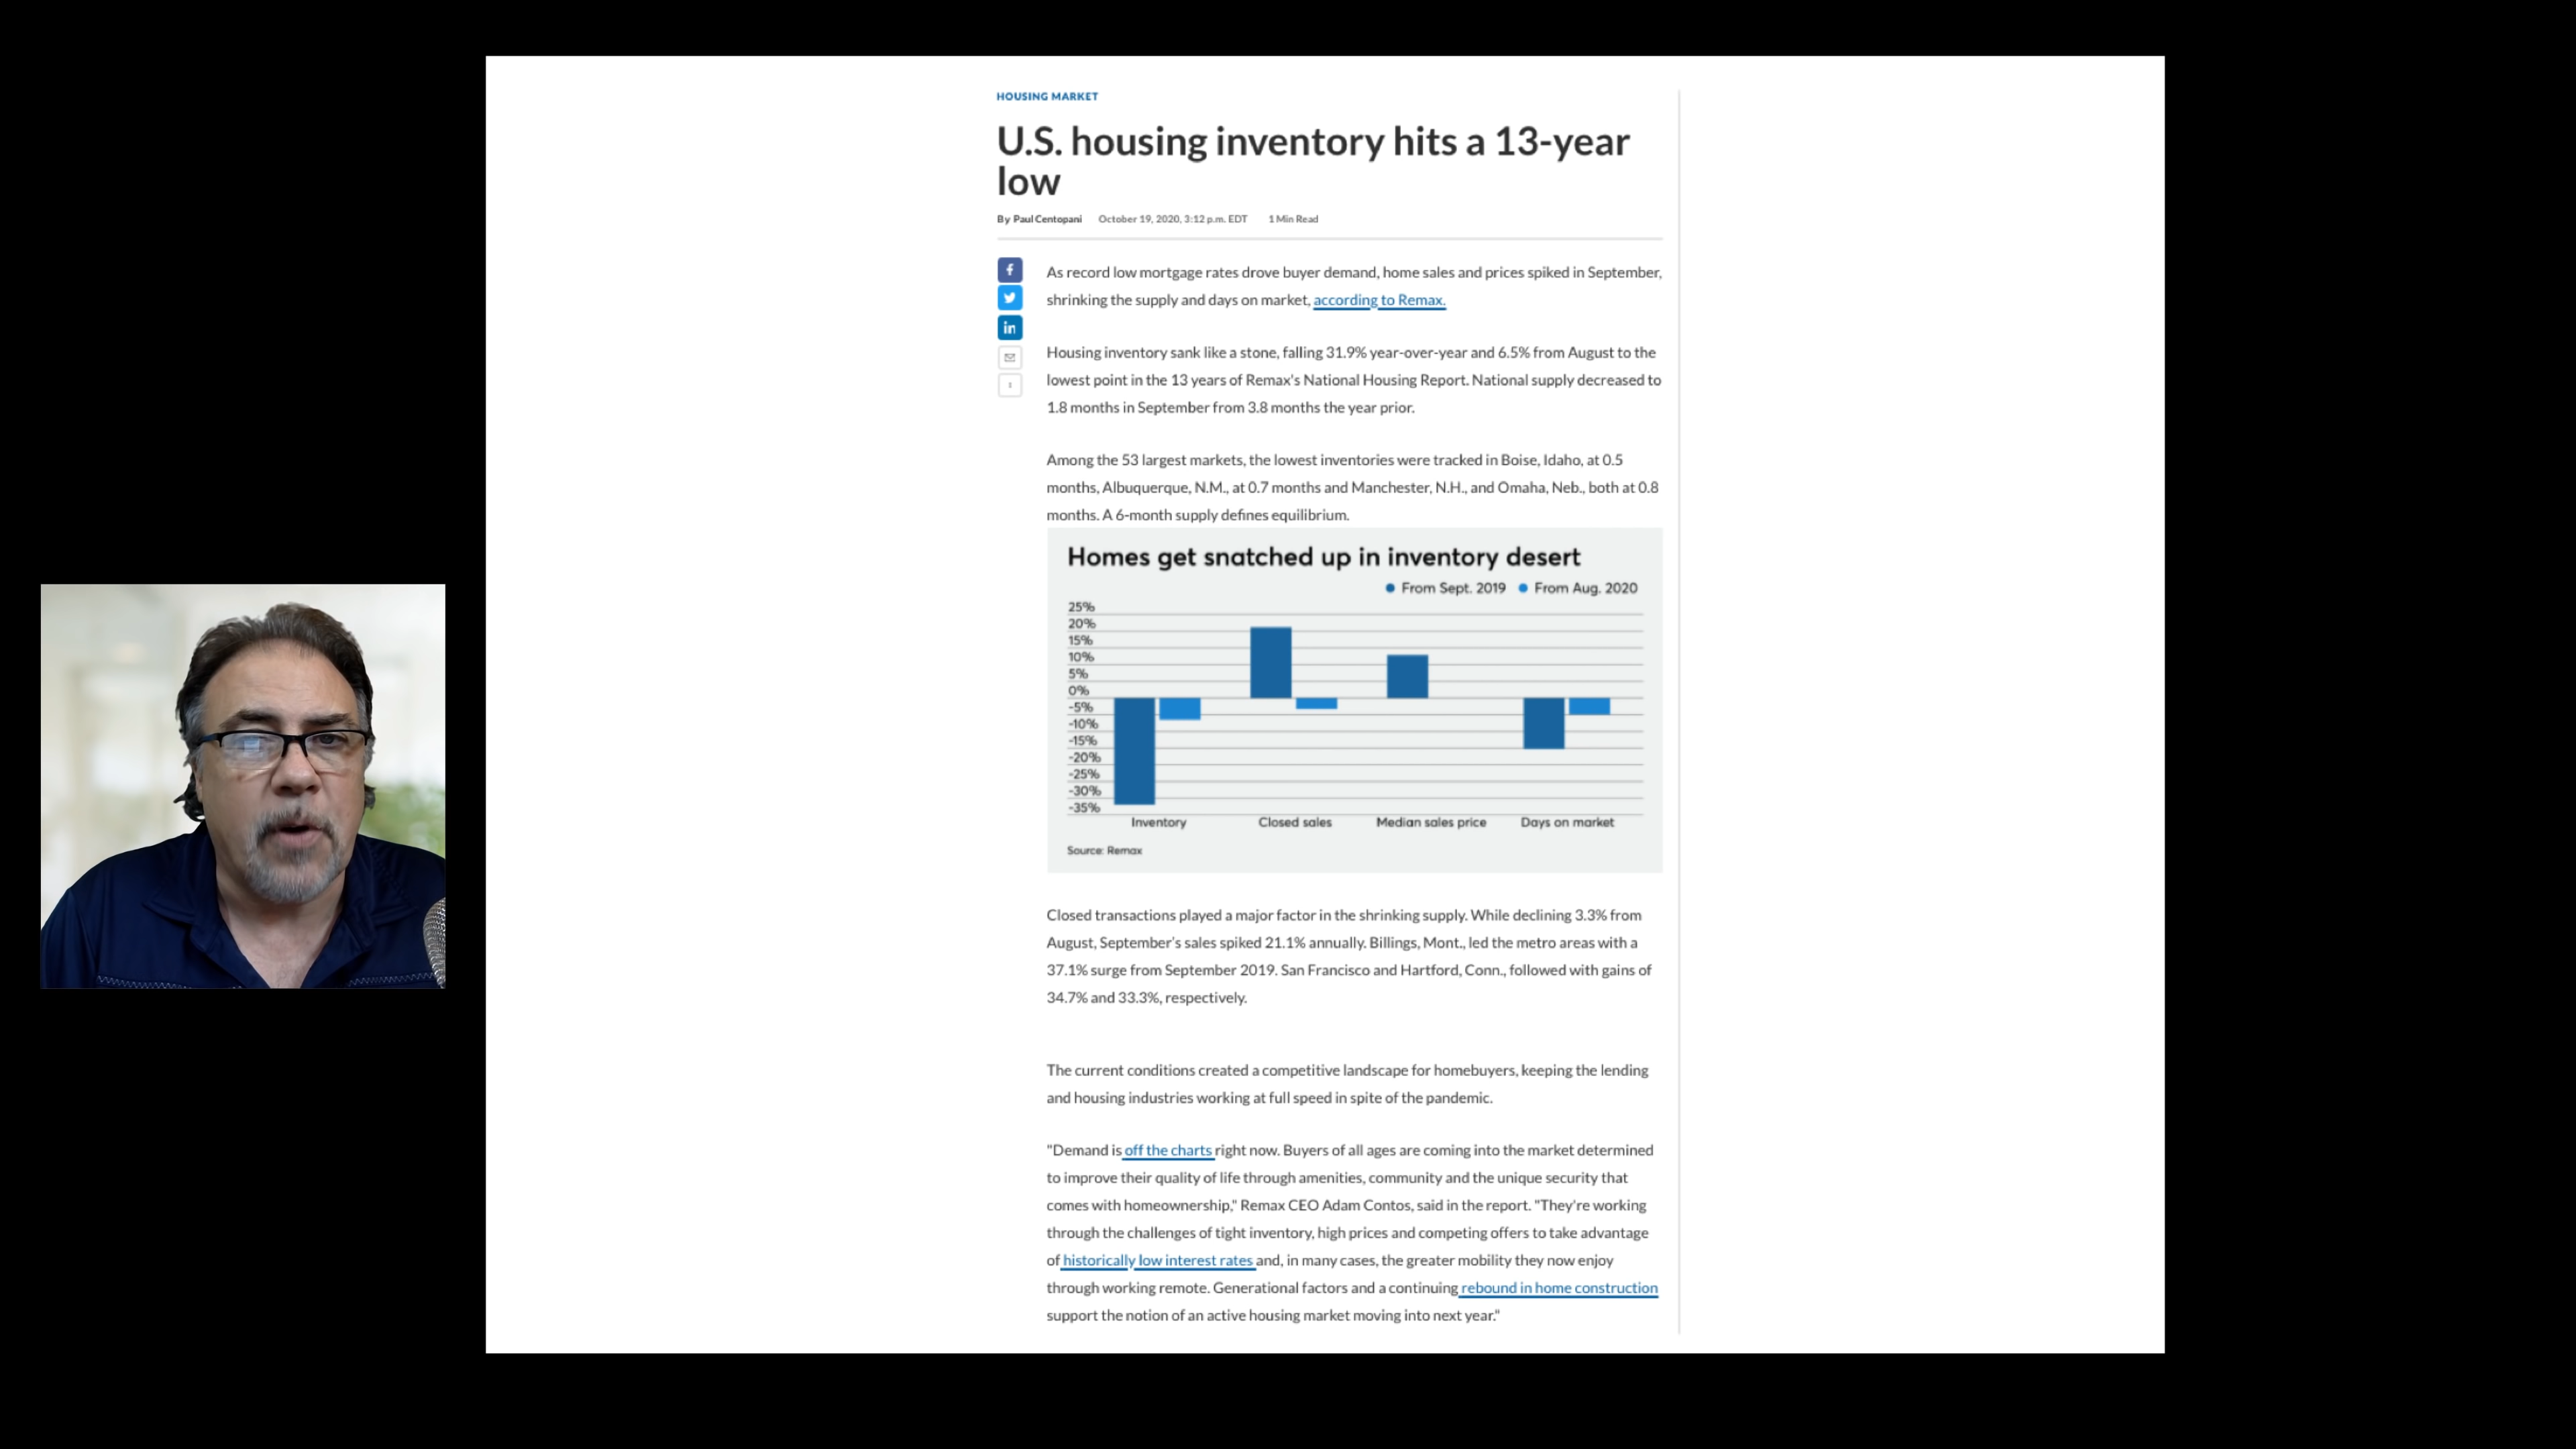 HOUSING MARKET
U.S. housing inventory hits a 13-year
low
By Paul Centopani October 19, 2020, 3:12 p.m. EDT 1 Min Read
As record low mortgage rates drove buyer demand, home sales and prices spiked in September,
shrinking the supply and days on market, according to Remax.
Housing inventory sank like a stone, falling 31.9% year-over-year and 6.5% from August to the
lowest point in the 13 years of Remax's National Housing Report. National supply decreased to
1.8 months in September from 3.8 months the year prior.
Among the 53 largest markets, the lowest inventories were tracked in Boise, Idaho, at 0.5
months, Albuquerque, N.M., at 0.7 months and Manchester, N.H., and Omaha, Neb., both at 0.8
months. A 6-month supply defines equilibrium.
Homes get snatched up in inventory desert
From Sept. 2019 From Aug. 2020
25%
20%
15%
10%
5%
0%
-5%
-10%
-15%
-20%
-25%
-30%
-35%
Inventory Closed sales Median sales price Days on market
Source: Remax
Closed transactions played a major factor in the shrinking supply. While declining 3.3% from
August, September's sales spiked 21.1% annually. Billings, Mont., led the metro areas with a
37.1% surge from September 2019. San Francisco and Hartford, Conn., followed with gains of
34.7% and 33.3%, respectively.
The current conditions created a competitive landscape for homebuyers, keeping the lending
and housing industries working at full speed in spite of the pandemic.
"Demand is off the charts right now. Buyers of all ages are coming into the market determined
to improve their quality of life through amenities, community and the unique security that
comes with homeownership," Remax CEO Adam Contos, said in the report. "They're working
through the challenges of tight inventory, high prices and competing offers to take advantage
of historically low interest rates and, in many cases, the greater mobility they now enjoy
through working remote. Generational factors and a continuing rebound in home construction
support the notion of an active housing market moving into next year."